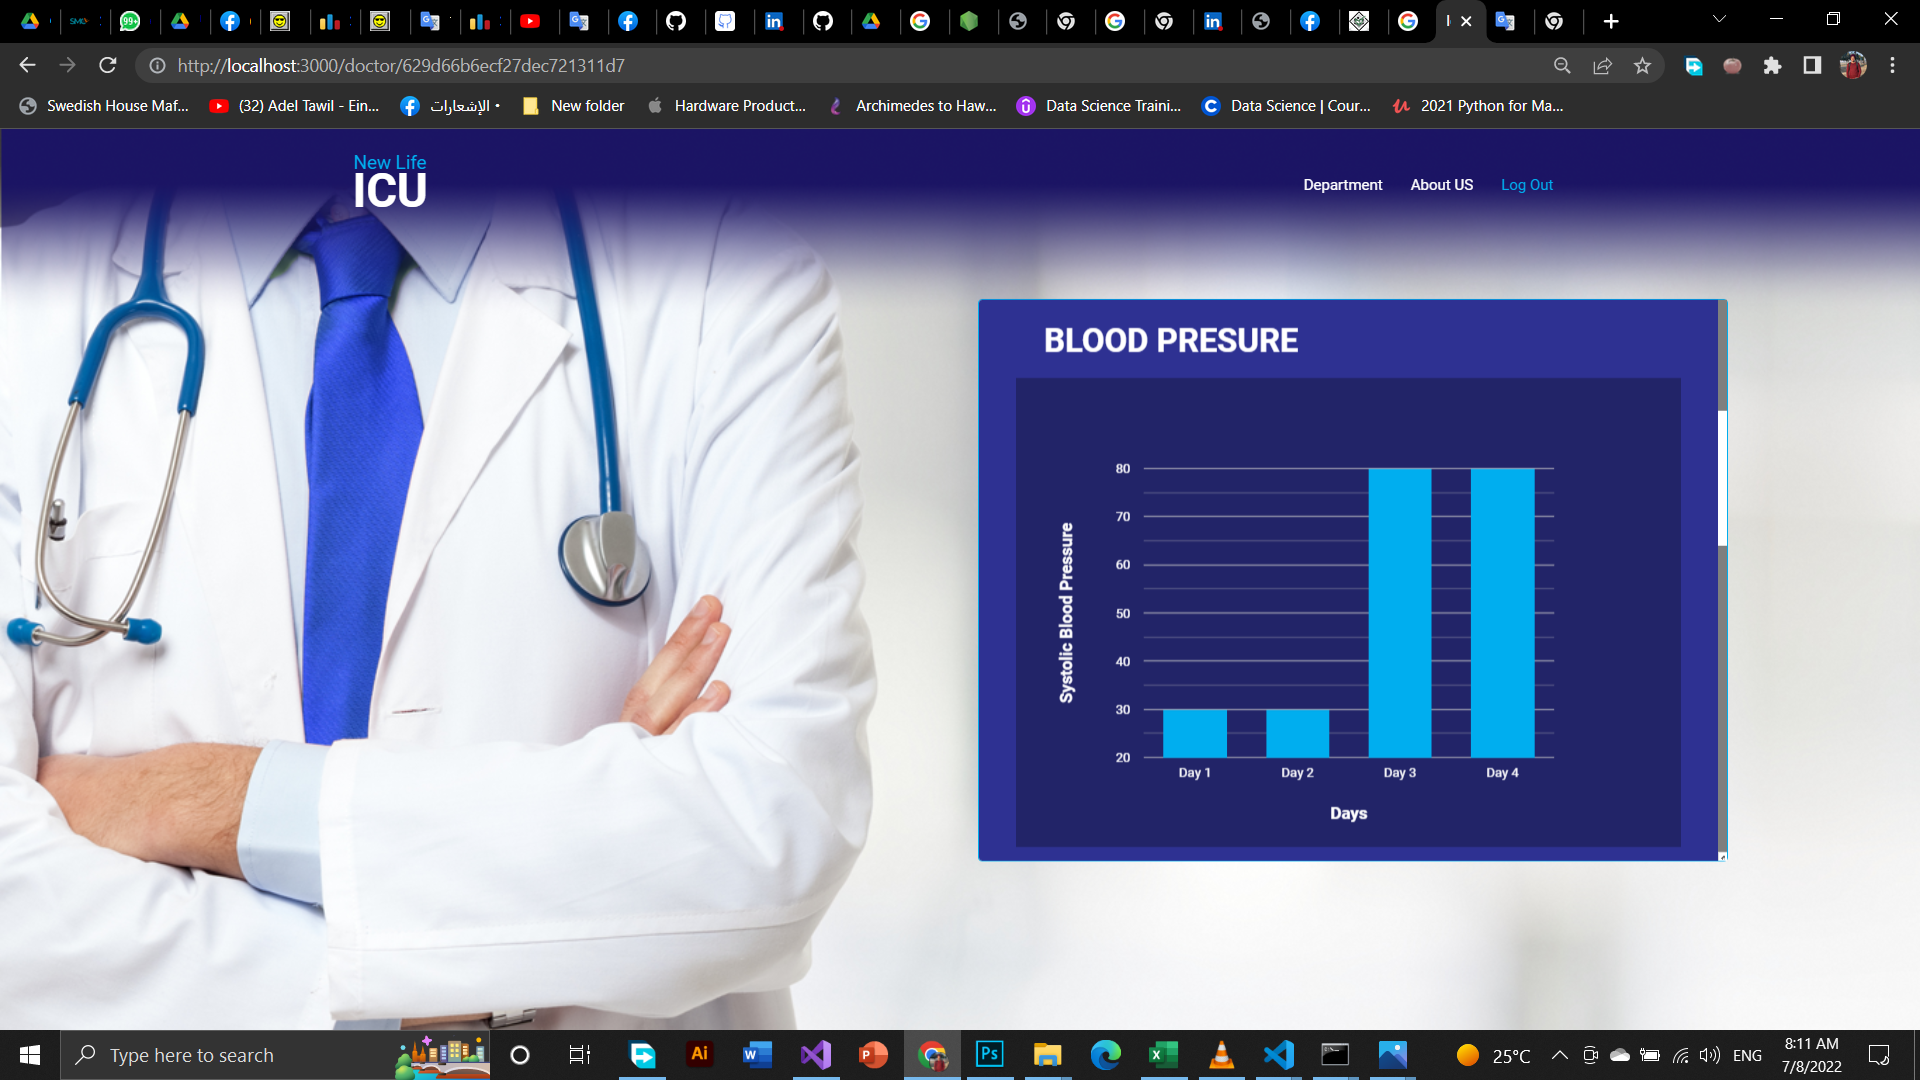 99+
http://localhost:3000/doctor/629d66b6ecf27dec721311d7
Swedish House Maf...
(32) Adel Tawil - Ein...
الإشعارات •
New folder
Hardware Product...
Archimedes to Haw...
Data Science Traini...
Data Science | Cour...
2021 Python for Ma...
New Life
ICU
Department
About US
Log Out
BLOOD PRESURE
80
70
60
50
40
30
20
Systolic Blood Pressure
Day 1
Day 2
Day 3
Day 4
Days
Type here to search
Ai
Ps
25°C
ENG
8:11 AM
7/8/2022